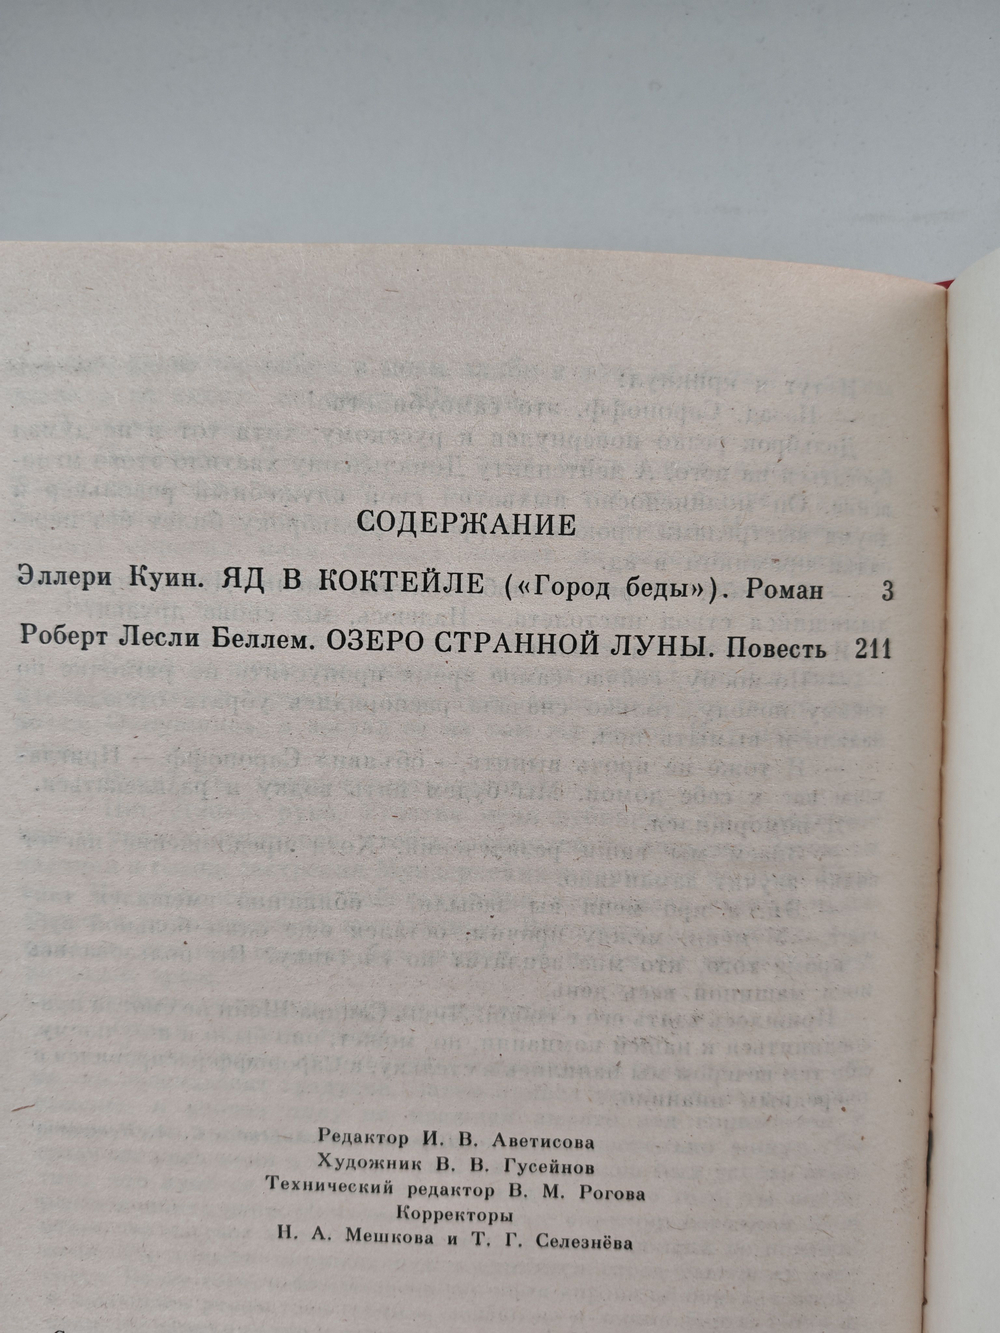 СОДЕРЖАНИЕ
Эллери Куин. ЯД В КОКТЕЙЛЕ («Город беды»). Роман 3
Роберт Лесли Беллем. ОЗЕРО СТРАННОЙ ЛУНЫ. Повесть 211
Редактор И. В. Аветисова
Художник В. В. Гусейнов
Технический редактор В. М. Рогова
Корректоры
Н. А. Мешкова и Т. Г. Селезнёва